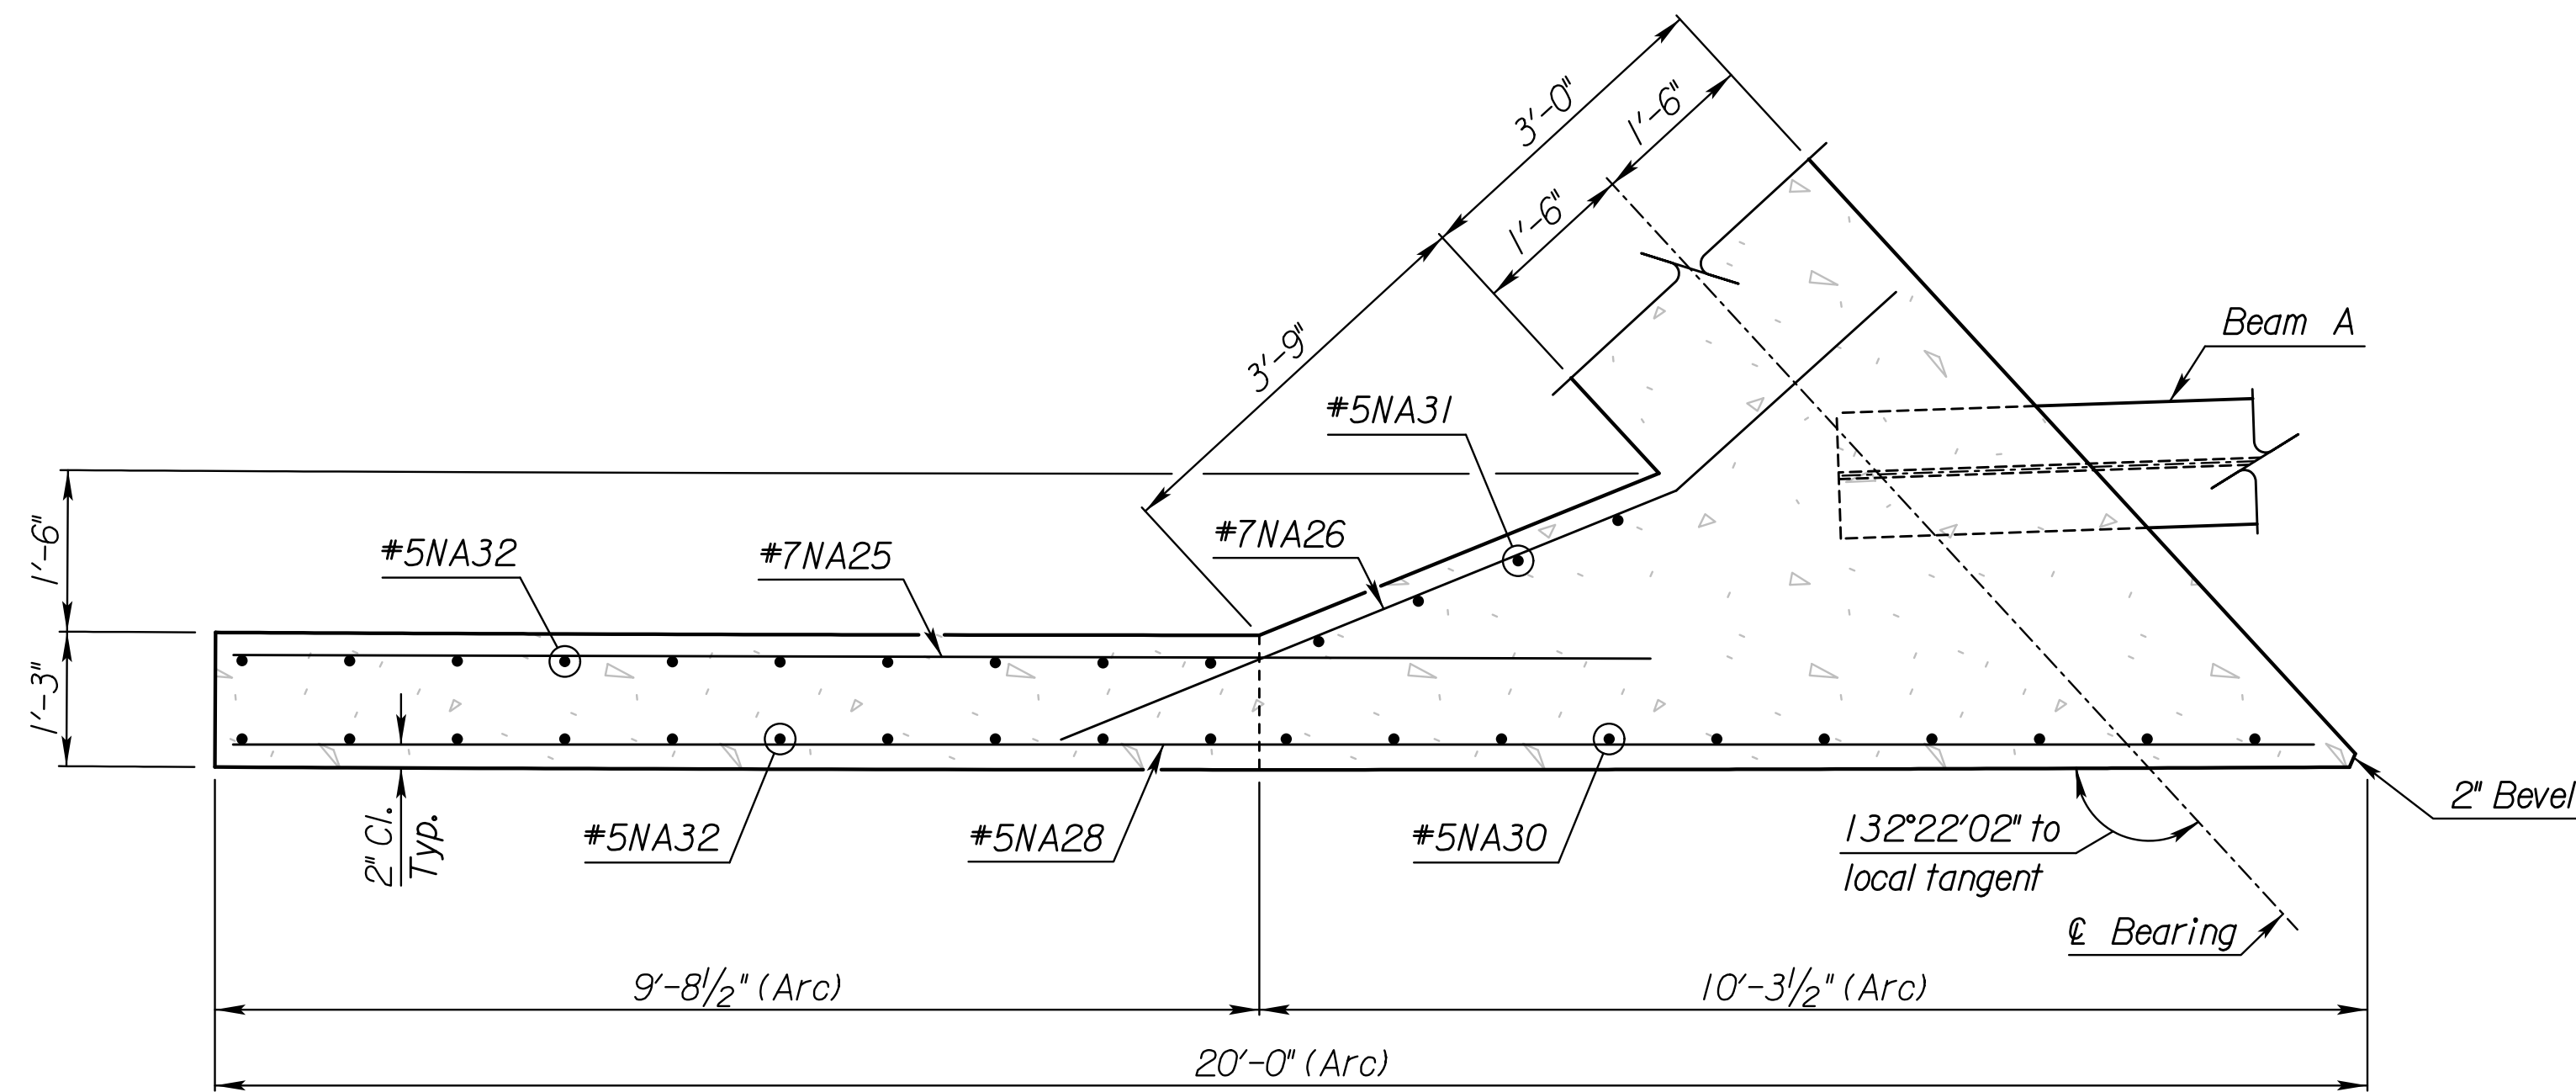 3'-0"
1'-6"
1'-6"
3'-9"
Beam A
#5NA31
#7NA26
#5NA32
#7NA25
1'-6"
1'-3"
2" Cl.
Typ.
#5NA32
#5NA28
#5NA30
132°22'02" to
local tangent
2" Bevel
℄ Bearing
9'-8½" (Arc)
10'-3½" (Arc)
20'-0" (Arc)